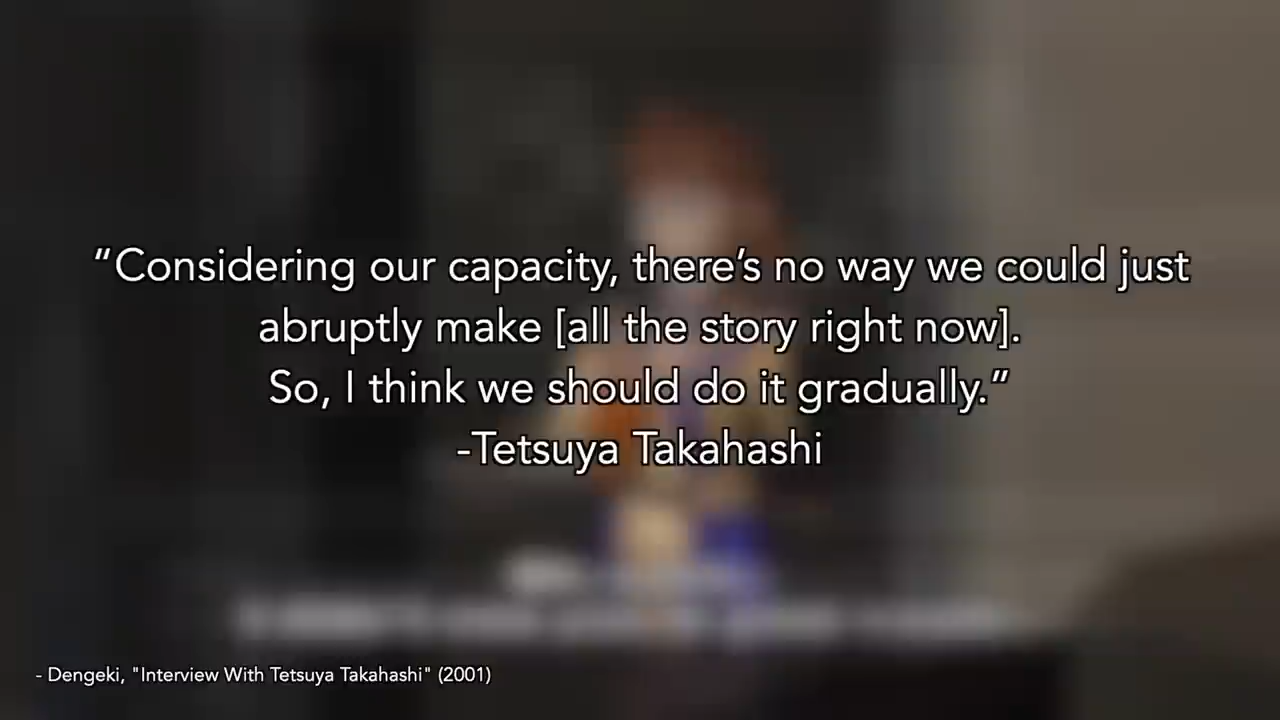 “Considering our capacity, there’s no way we could just
abruptly make [all the story right now].
So, I think we should do it gradually.”
-Tetsuya Takahashi
- Dengeki, "Interview With Tetsuya Takahashi" (2001)